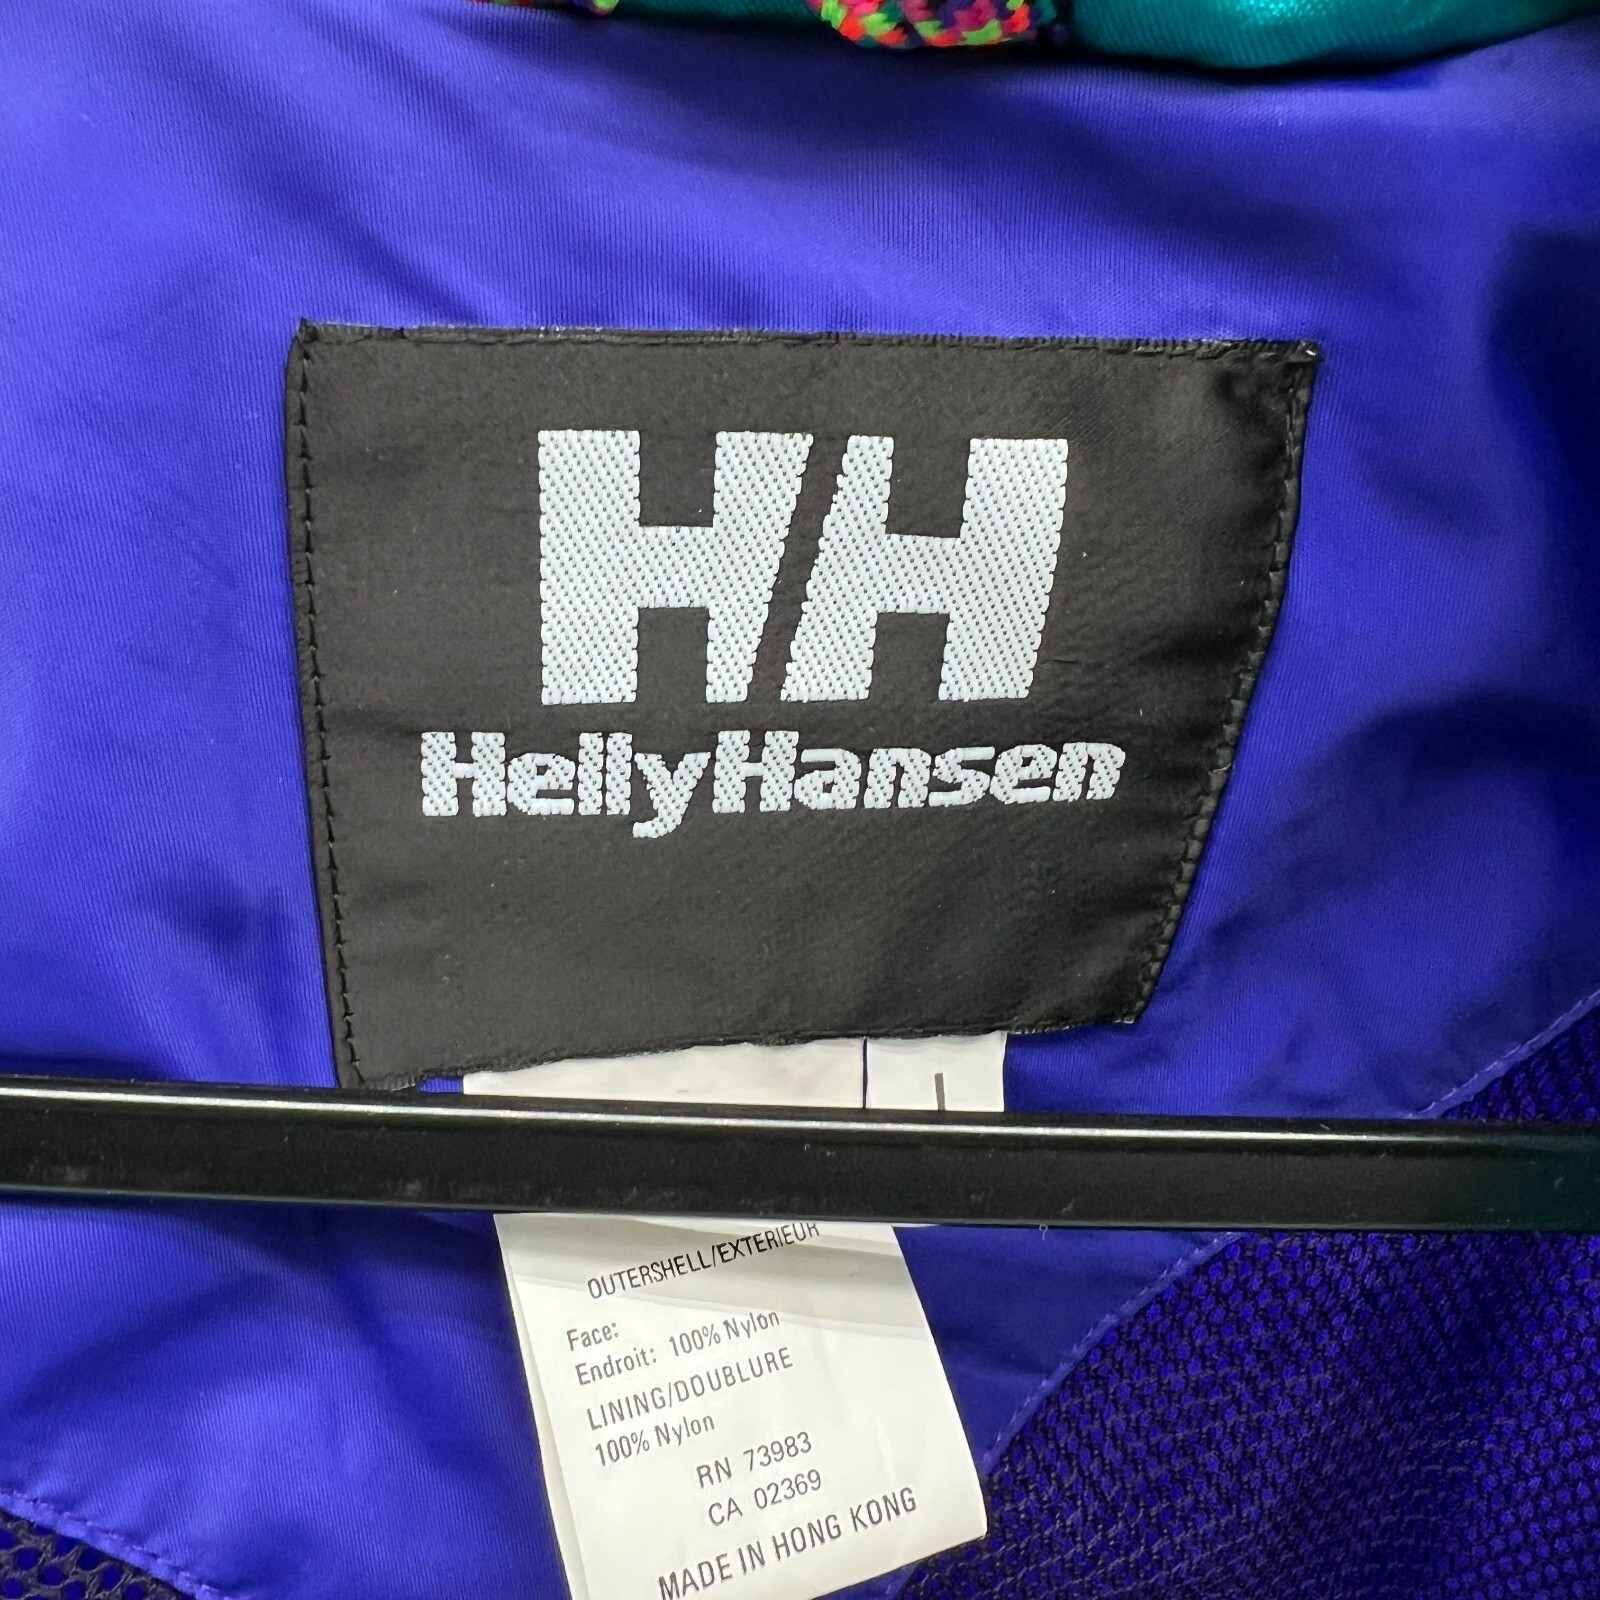 HH
HellyHansen
OUTERSHELL/EXTERIEUR
Face:
Endroit: 100% Nylon
LINING/DOUBLURE
100% Nylon
RN 73983
CA 02369
MADE IN HONG KONG